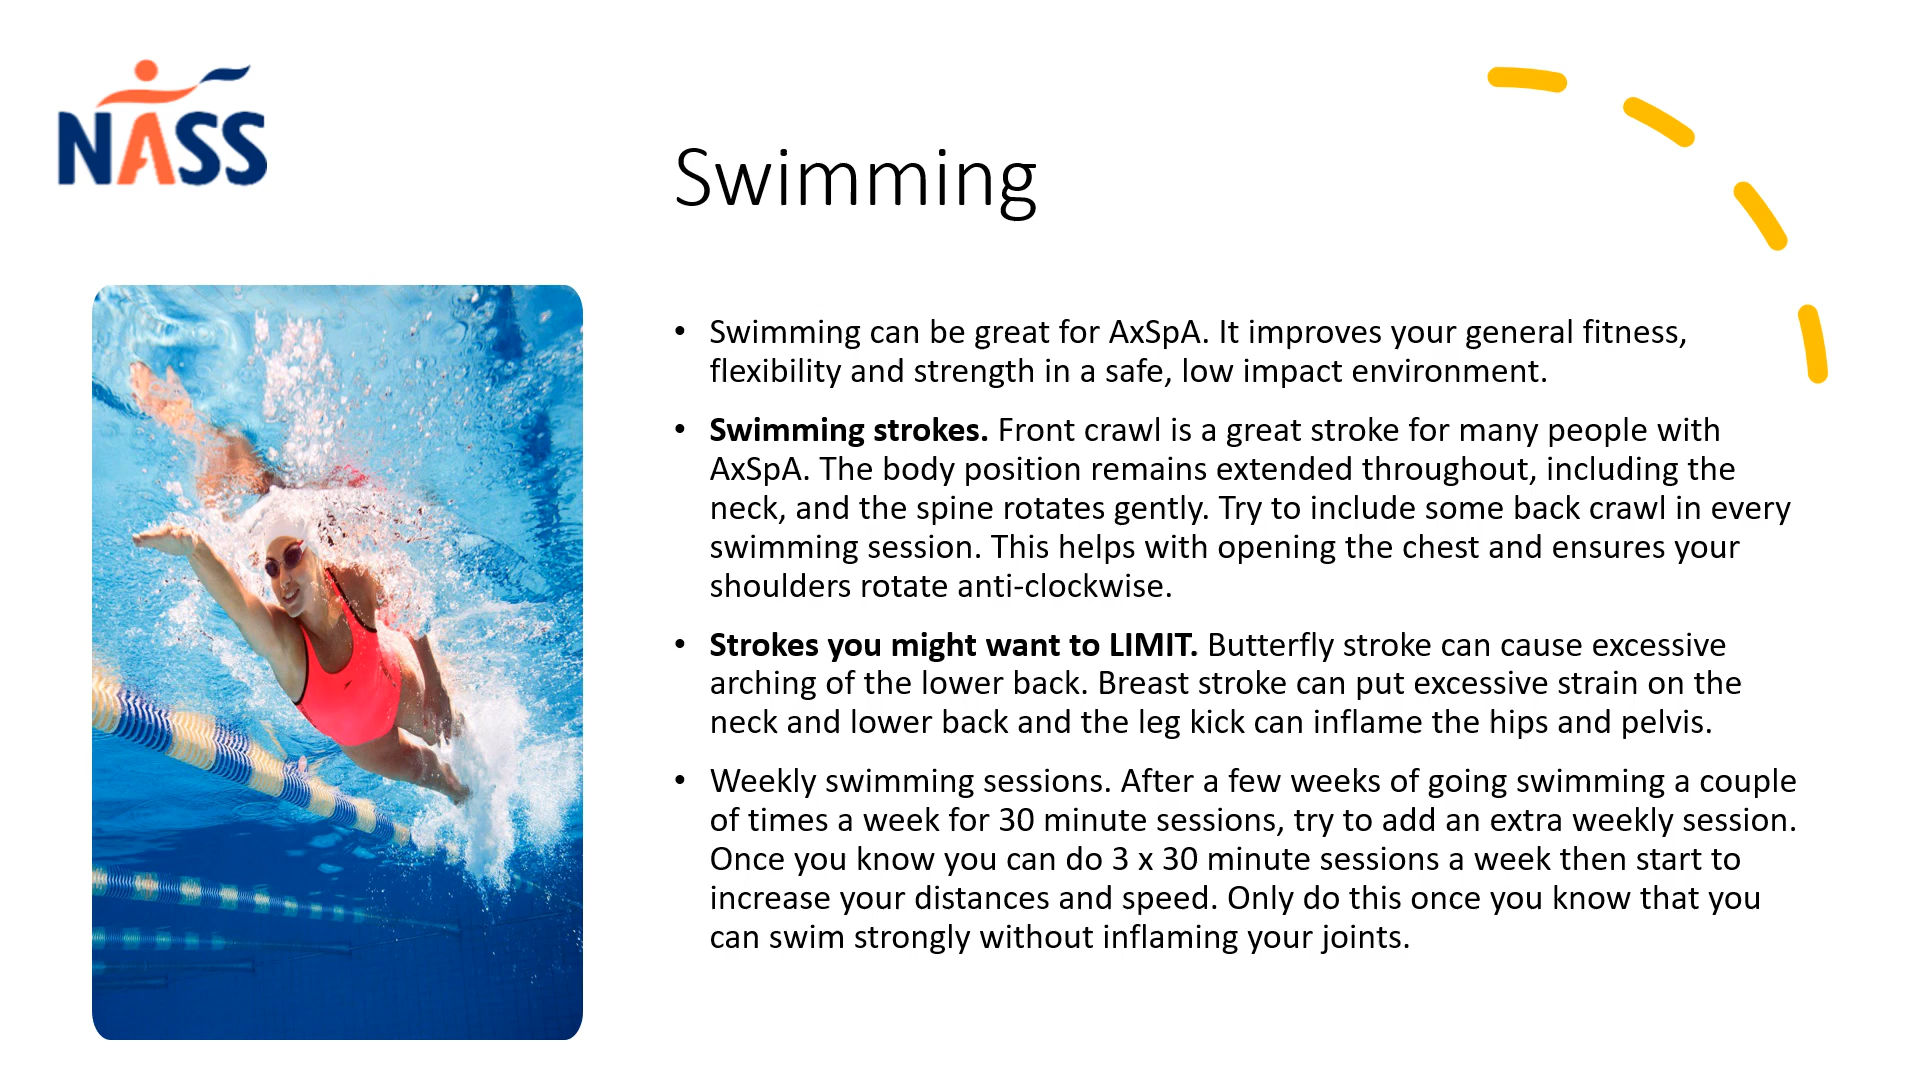 NASS
Swimming
• Swimming can be great for AxSpA. It improves your general fitness,
flexibility and strength in a safe, low impact environment.
• Swimming strokes. Front crawl is a great stroke for many people with
AxSpA. The body position remains extended throughout, including the
neck, and the spine rotates gently. Try to include some back crawl in every
swimming session. This helps with opening the chest and ensures your
shoulders rotate anti-clockwise.
• Strokes you might want to LIMIT. Butterfly stroke can cause excessive
arching of the lower back. Breast stroke can put excessive strain on the
neck and lower back and the leg kick can inflame the hips and pelvis.
• Weekly swimming sessions. After a few weeks of going swimming a couple
of times a week for 30 minute sessions, try to add an extra weekly session.
Once you know you can do 3 x 30 minute sessions a week then start to
increase your distances and speed. Only do this once you know that you
can swim strongly without inflaming your joints.